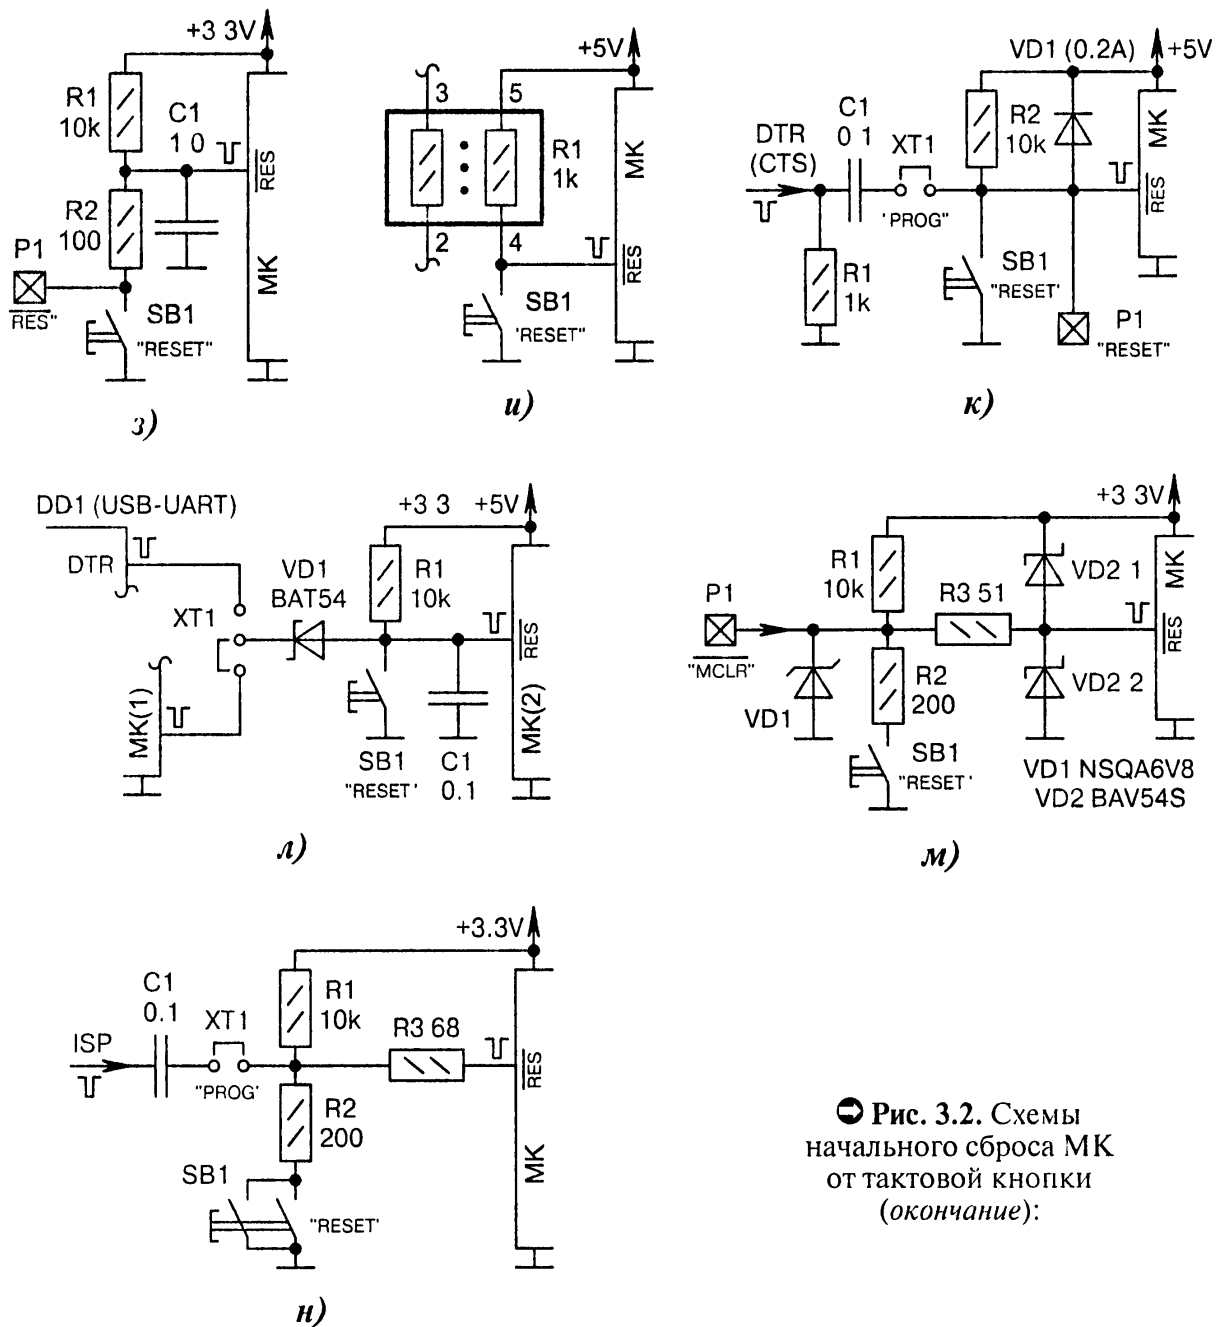 +3 3V
R1
10k
C1
1 0
RES
R2
100
P1
RES"
SB1
"RESET"
МК
з)
+5V
3
5
R1
1k
2
4
МК
RES
SB1
'RESET"
и)
VD1 (0.2A)
+5V
C1
0 1
DTR
(CTS)
XT1
'PROG"
R2
10k
МК
RES
R1
1k
SB1
"RESET'
P1
"RESET"
к)
DD1 (USB-UART)
DTR
XT1
МК(1)
VD1
BAT54
+3 3
+5V
R1
10k
RES
МК(2)
SB1
"RESET'
C1
0.1
л)
+3 3V
R1
10k
P1
"MCLR"
VD1
R3 51
VD2 1
МК
RES
R2
200
VD2 2
SB1
"RESET'
VD1 NSQA6V8
VD2 BAV54S
м)
+3.3V
C1
0.1
ISP
XT1
"PROG'
R1
10k
R3 68
RES
R2
200
МК
SB1
"RESET'
н)
Рис. 3.2. Схемы
начального сброса МК
от тактовой кнопки
(окончание):